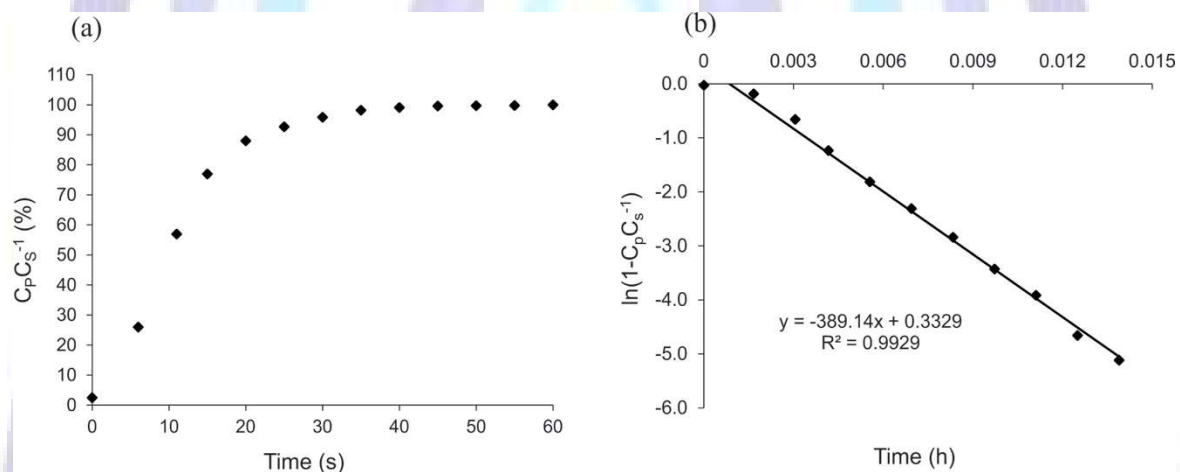 (a)
110
100
90
80
70
60
50
40
30
20
10
0
0 10 20 30 40 50 60
CPCS-1 (%)
Time (s)
(b)
0 0.003 0.006 0.009 0.012 0.015
0.0
-1.0
-2.0
-3.0
-4.0
-5.0
-6.0
ln(1-CpCs-1)
y = -389.14x + 0.3329
R² = 0.9929
Time (h)